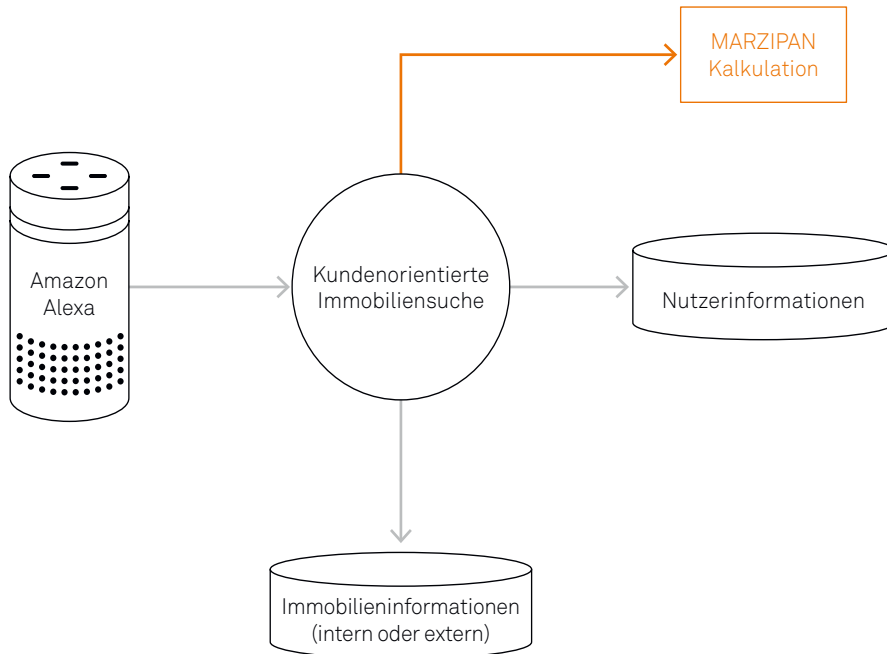 MARZIPAN
Kalkulation
Amazon
Alexa
Kundenorientierte
Immobiliensuche
Nutzerinformationen
Immobilieninformationen
(intern oder extern)